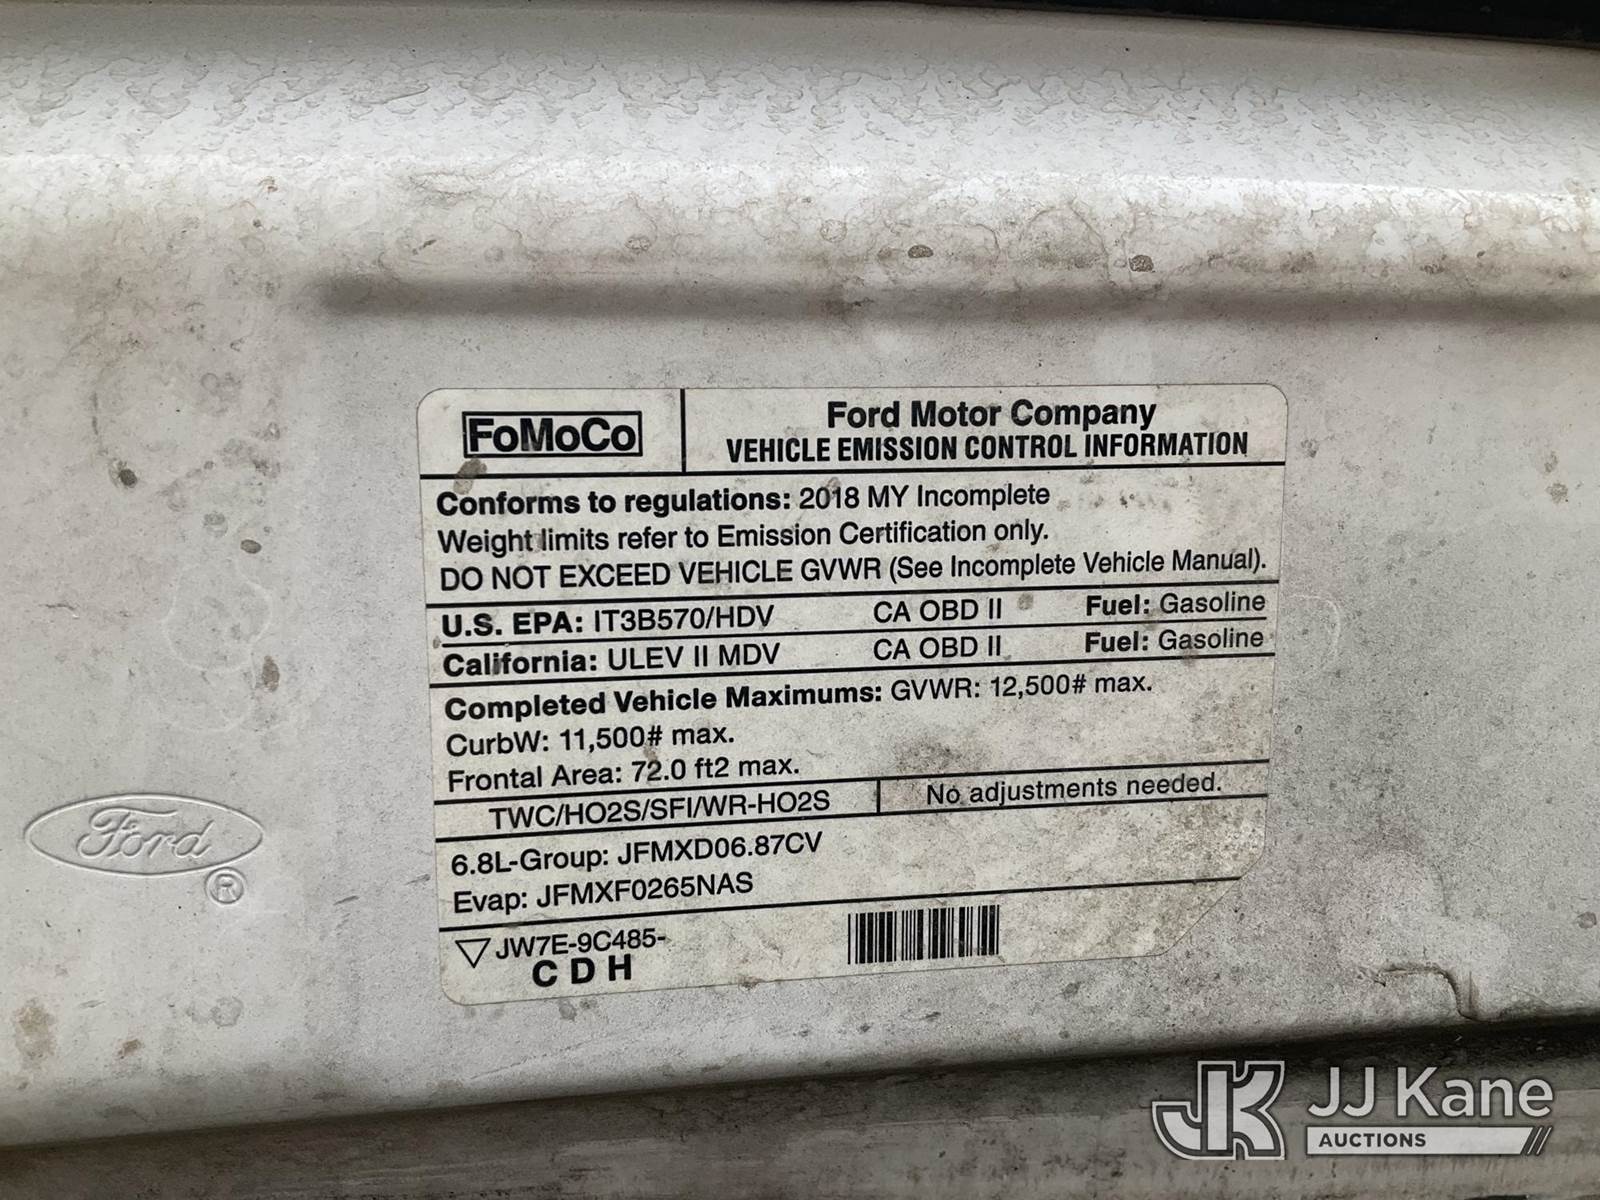 FoMoCo
Ford Motor Company
VEHICLE EMISSION CONTROL INFORMATION
Conforms to regulations: 2018 MY Incomplete
Weight limits refer to Emission Certification only.
DO NOT EXCEED VEHICLE GVWR (See Incomplete Vehicle Manual).
U.S. EPA: IT3B570/HDV CA OBD II Fuel: Gasoline
California: ULEV II MDV CA OBD II Fuel: Gasoline
Completed Vehicle Maximums: GVWR: 12,500# max.
CurbW: 11,500# max.
Frontal Area: 72.0 ft2 max.
TWC/HO2S/SFI/WR-HO2S No adjustments needed.
6.8L-Group: JFMXD06.87CV
Evap: JFMXF0265NAS
JW7E-9C485-
C D H
Ford
®
JK JJ Kane
AUCTIONS